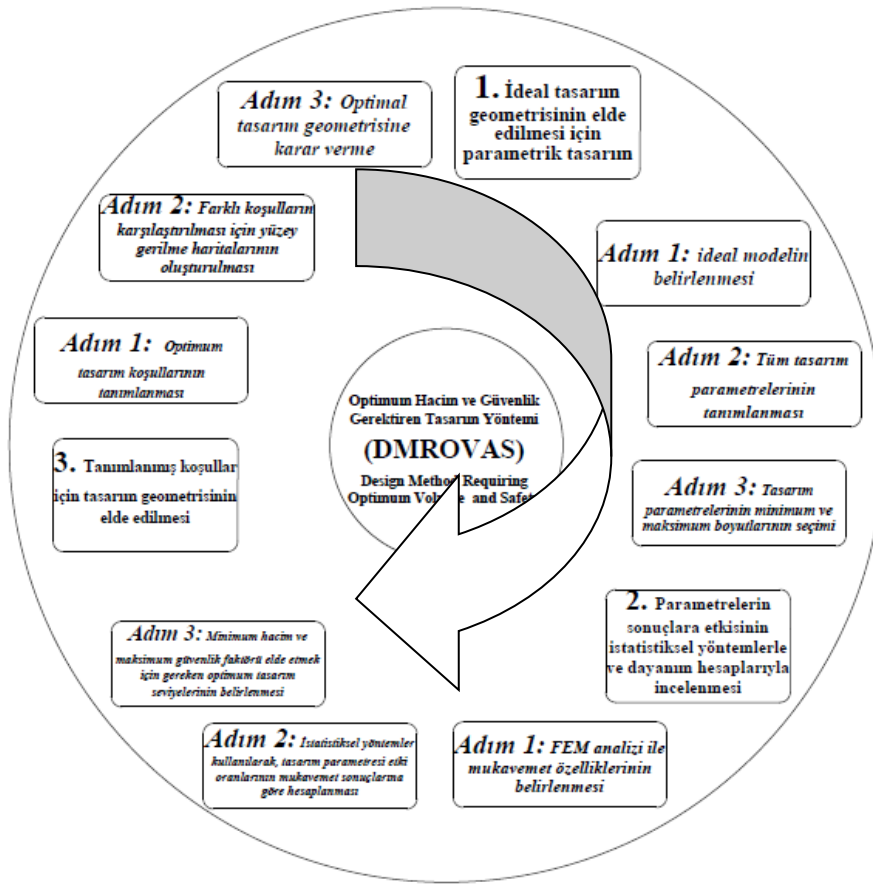 1. İdeal tasarım
geometrisinin elde
edilmesi için
parametrik tasarım
Adım 1: ideal modelin
belirlenmesi
Adım 2: Tüm tasarım
parametrelerinin
tanımlanması
Adım 3: Tasarım
parametrelerinin minimum ve
maksimum boyutlarının seçimi
2. Parametrelerin
sonuçlara etkisinin
istatistiksel yöntemlerle
ve dayanım hesaplarıyla
incelenmesi
Adım 1: FEM analizi ile
mukavemet özelliklerinin
belirlenmesi
Adım 2: İstatistiksel yöntemler
kullanılarak, tasarım parametresi etki
oranlarının mukavemet sonuçlarına
göre hesaplanması
Adım 3: Minimum hacim ve
maksimum güvenlik faktörü elde etmek
için gereken optimum tasarım
seviyelerinin belirlenmesi
3. Tanımlanmış koşullar
için tasarım geometrisinin
elde edilmesi
Adım 1: Optimum
tasarım koşullarının
tanımlanması
Adım 2: Farklı koşulların
karşılaştırılması için yüzey
gerilme haritalarının
oluşturulması
Adım 3: Optimal
tasarım geometrisine
karar verme
Optimum Hacim ve Güvenlik
Gerektiren Tasarım Yöntemi
(DMROVAS)
Design Method Requiring
Optimum and Safety